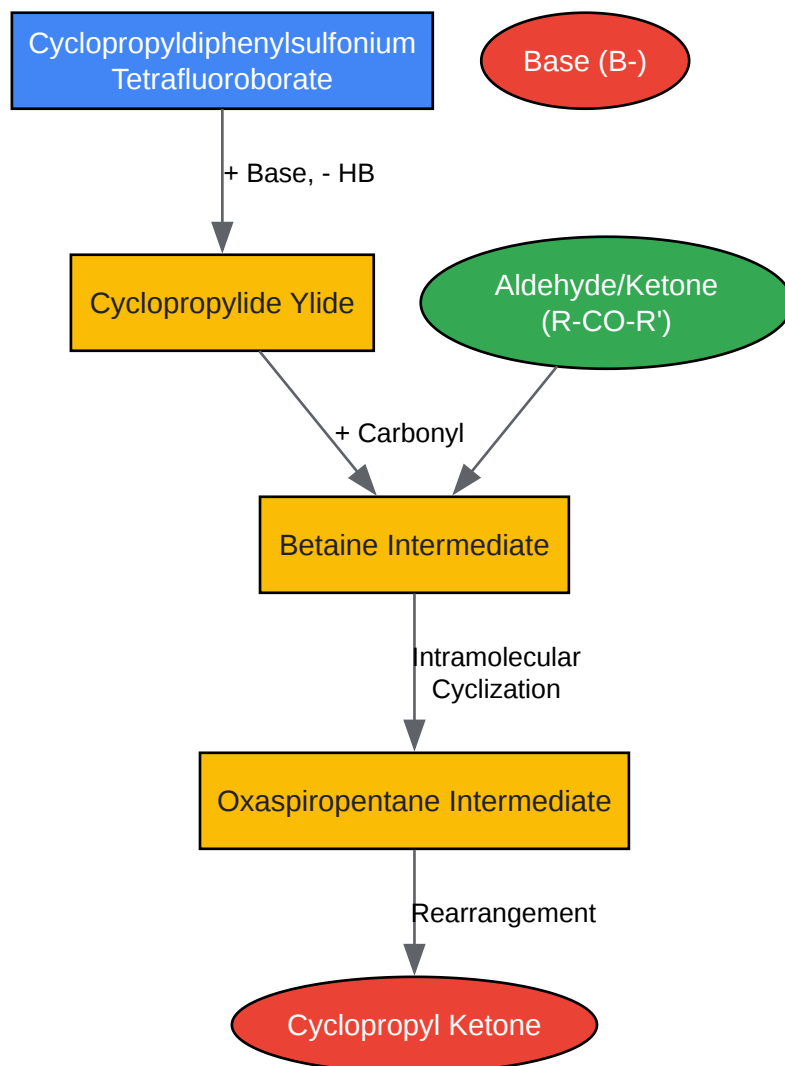 Cyclopropyldiphenylsulfonium
Tetrafluoroborate
Base (B-)
+ Base, - HB
Cyclopropylide Ylide
Aldehyde/Ketone
(R-CO-R')
+ Carbonyl
Betaine Intermediate
Intramolecular
Cyclization
Oxaspiropentane Intermediate
Rearrangement
Cyclopropyl Ketone